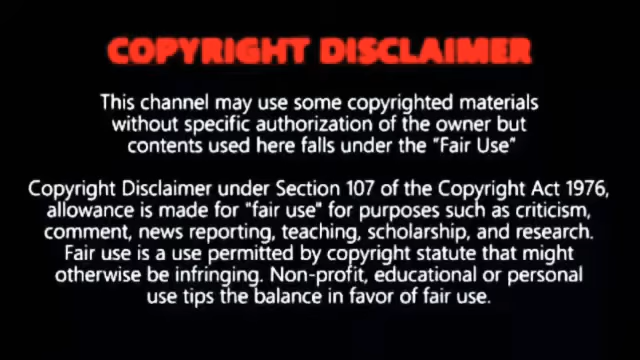 COPYRIGHT DISCLAIMER
This channel may use some copyrighted materials
without specific authorization of the owner but
contents used here falls under the "Fair Use"
Copyright Disclaimer under Section 107 of the Copyright Act 1976,
allowance is made for "fair use" for purposes such as criticism,
comment, news reporting, teaching, scholarship, and research.
Fair use is a use permitted by copyright statute that might
otherwise be infringing. Non-profit, educational or personal
use tips the balance in favor of fair use.